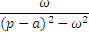 ω
(p − a)² − ω²